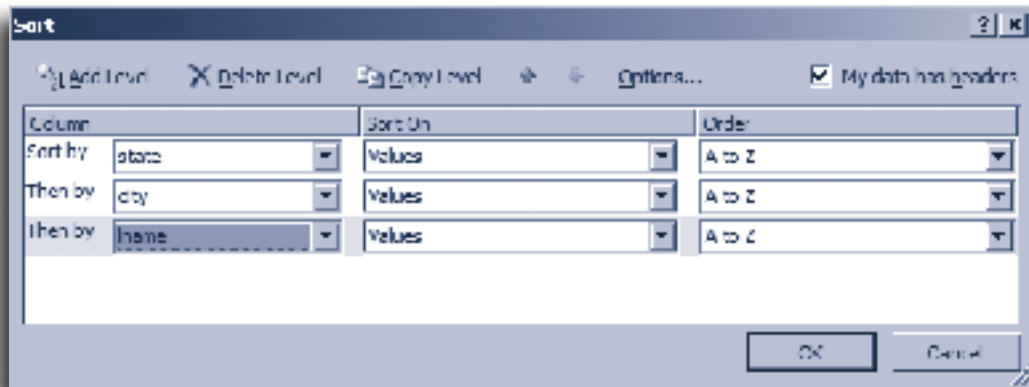 Sort
Add Level Delete Level Copy Level Options... My data has headers
Column Sort On Order
Sort by state Values A to Z
Then by city Values A to Z
Then by lname Values A to Z
OK Cancel